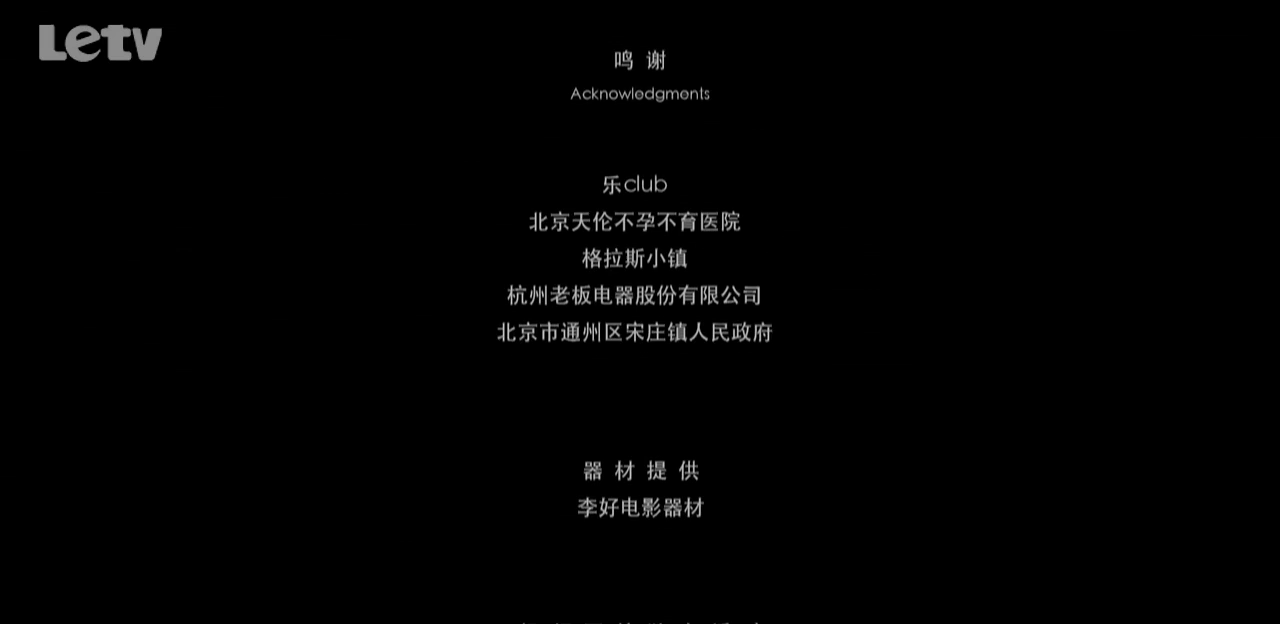 Letv
鸣 谢
Acknowledgments
乐club
北京天伦不孕不育医院
格拉斯小镇
杭州老板电器股份有限公司
北京市通州区宋庄镇人民政府
器 材 提 供
李好电影器材